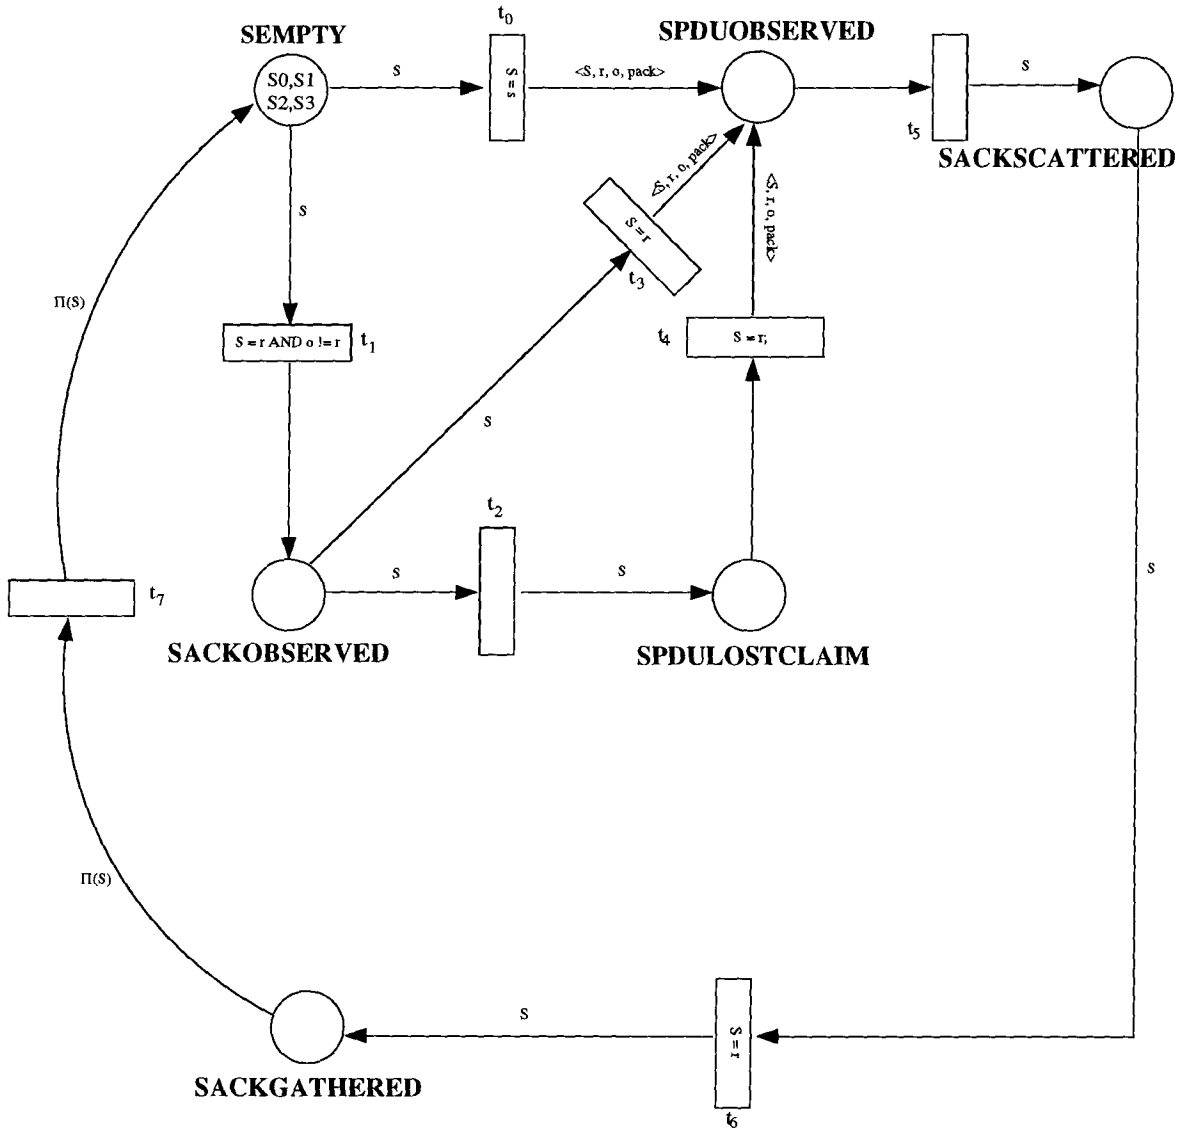 t0
SEMPTY
SPDUOBSERVED
S0,S1
S2,S3
s
S = s
<S, r, o, pack>
s
t5
SACKSCATTERED
<S, r, o, pack>
<S, r, o, pack>
s
S = r
t3
Π(S)
S = r AND o != r
t1
t4
S = r;
s
t2
s
s
s
t7
SACKOBSERVED
SPDULOSTCLAIM
Π(S)
s
S = r
SACKGATHERED
t6